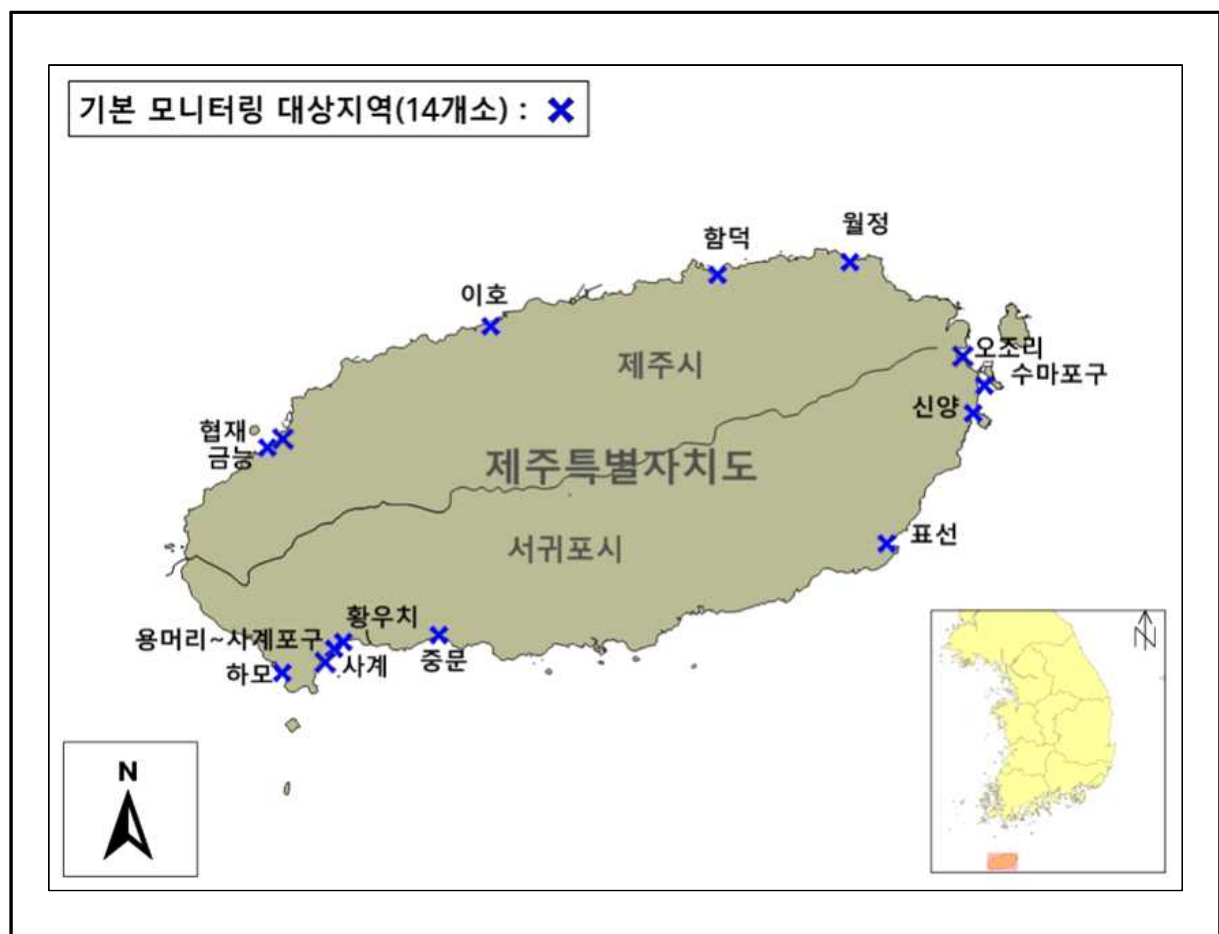 기본 모니터링 대상지역(14개소) :
월정
함덕
이호
제주시
오조리
수마포구
신양
협재
금능
제주특별자치도
표선
서귀포시
황우치
용머리~사계포구
중문
사계
하모
N
N